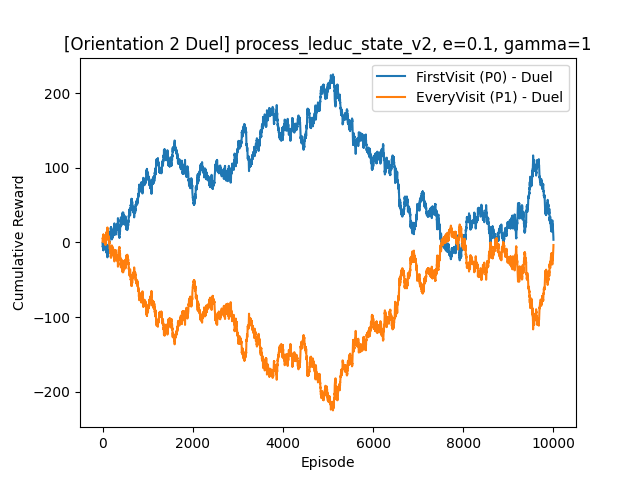 [Orientation 2 Duel] process_leduc_state_v2, e=0.1, gamma=1
FirstVisit (P0) - Duel
EveryVisit (P1) - Duel
200
100
0
−100
−200
Cumulative Reward
0
2000
4000
6000
8000
10000
Episode